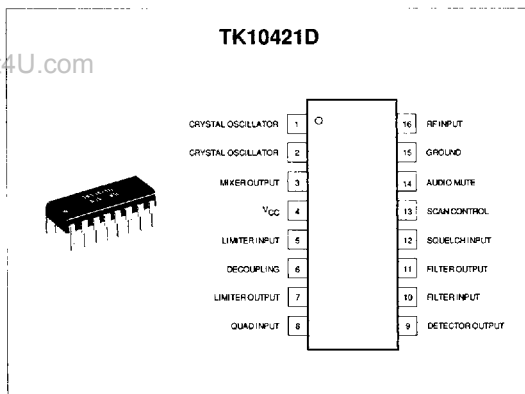 TK10421D
4U.com
CRYSTAL OSCILLATOR 1
CRYSTAL OSCILLATOR 2
MIXER OUTPUT 3
VCC 4
LIMITER INPUT 5
DECOUPLING 6
LIMITER OUTPUT 7
QUAD INPUT 8
16 RF INPUT
15 GROUND
14 AUDIO MUTE
13 SCAN CONTROL
12 SQUELCH INPUT
11 FILTER OUTPUT
10 FILTER INPUT
9 DETECTOR OUTPUT